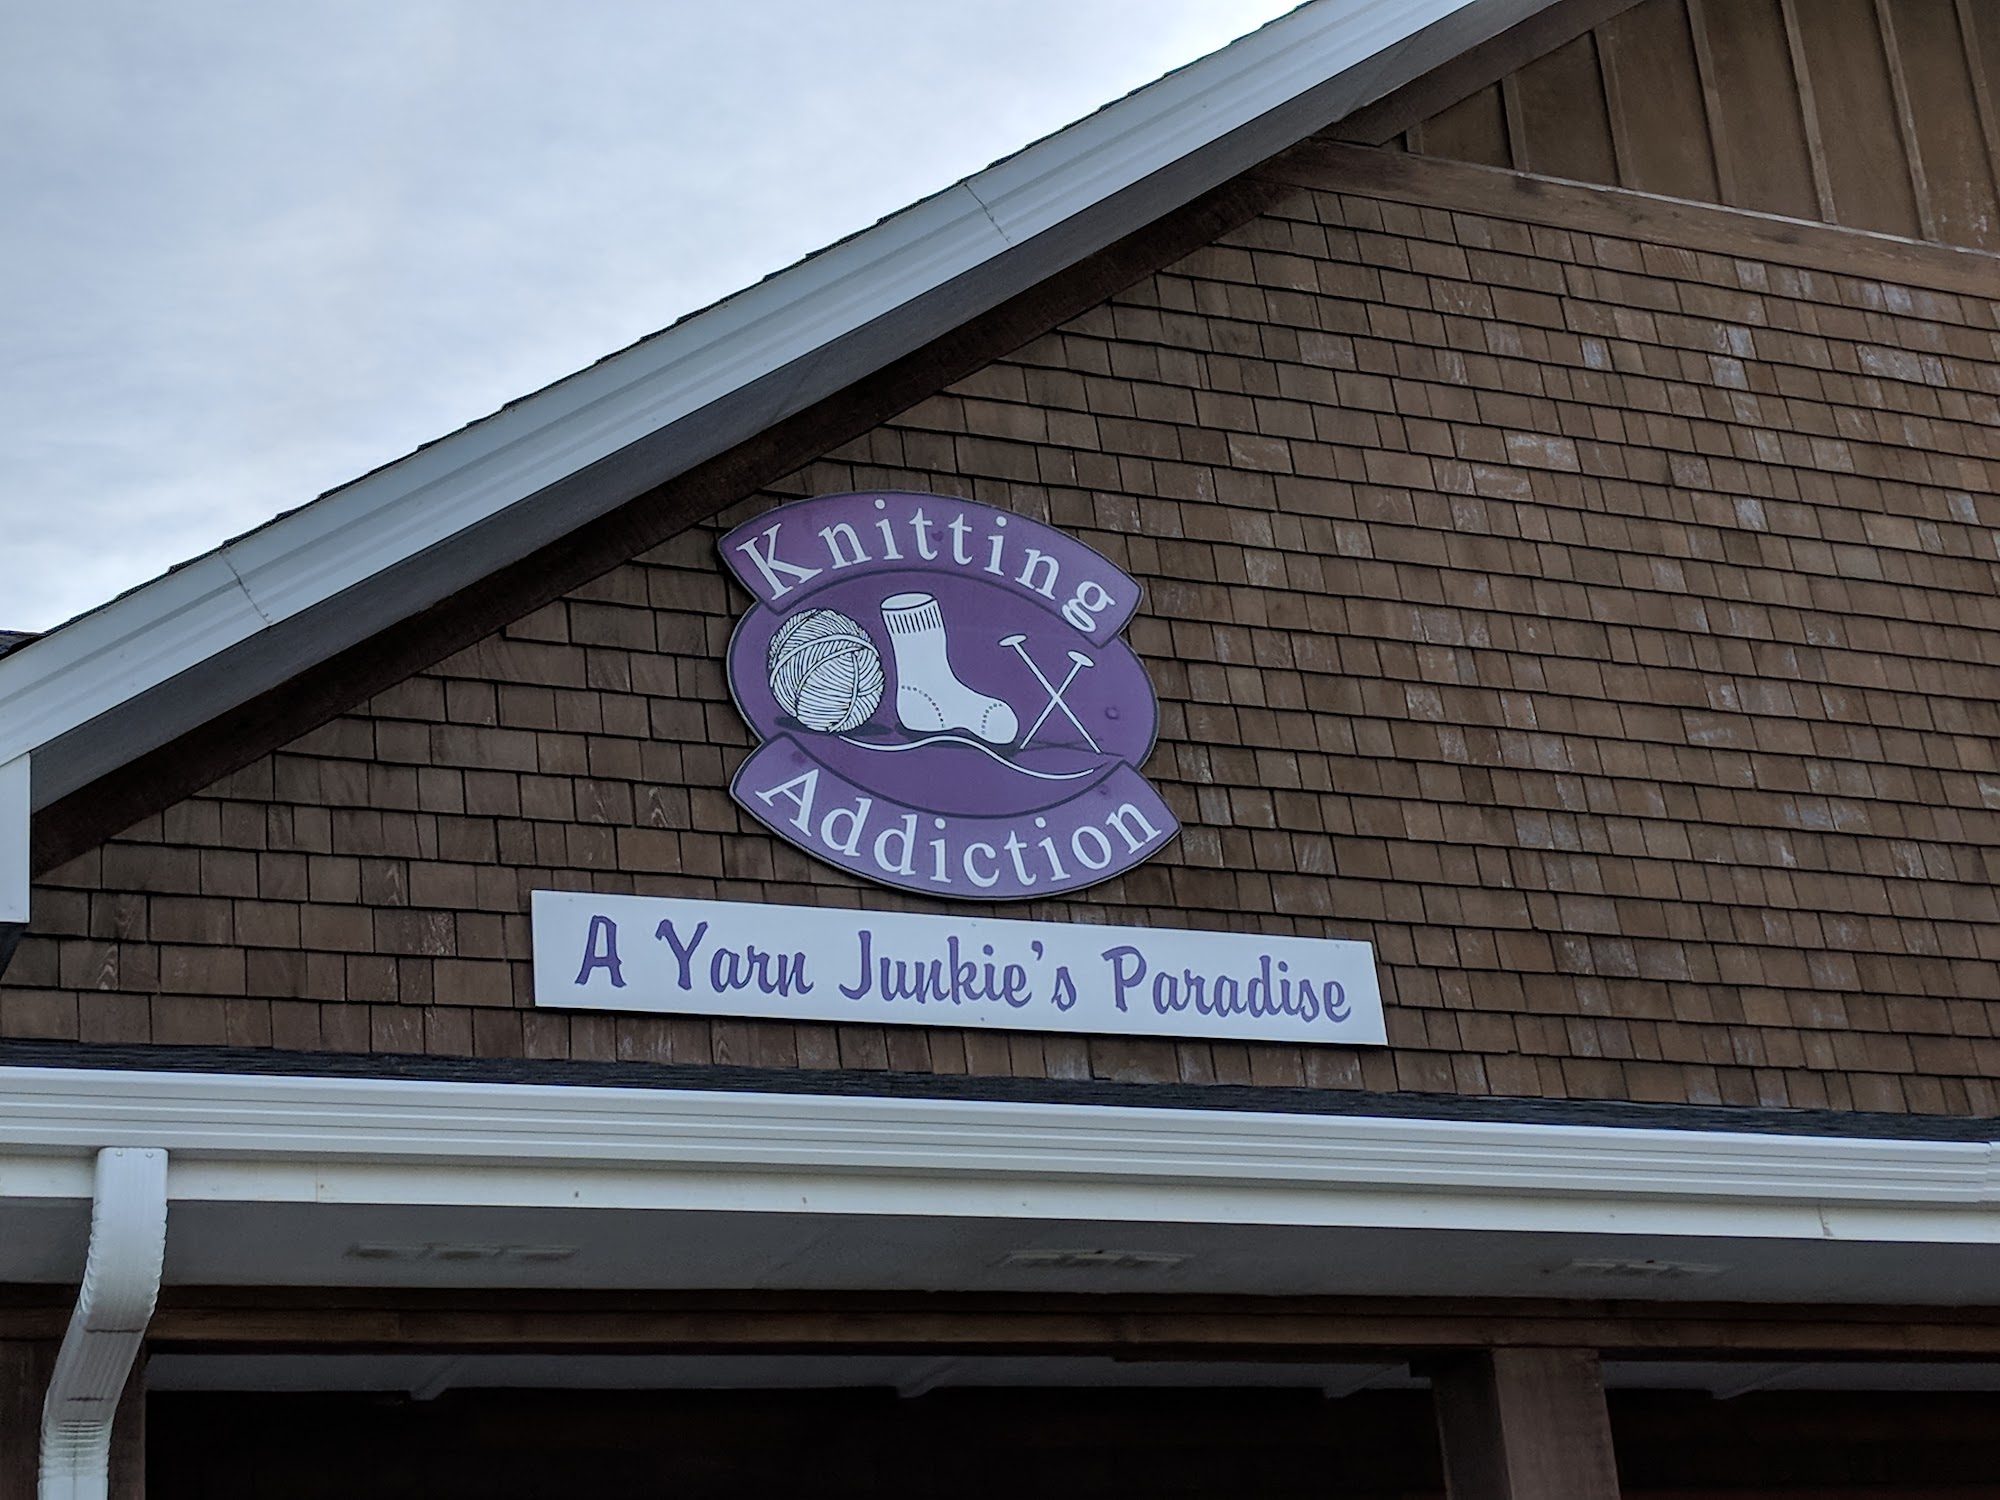 Knitting
Addiction
A Yarn Junkie's Paradise